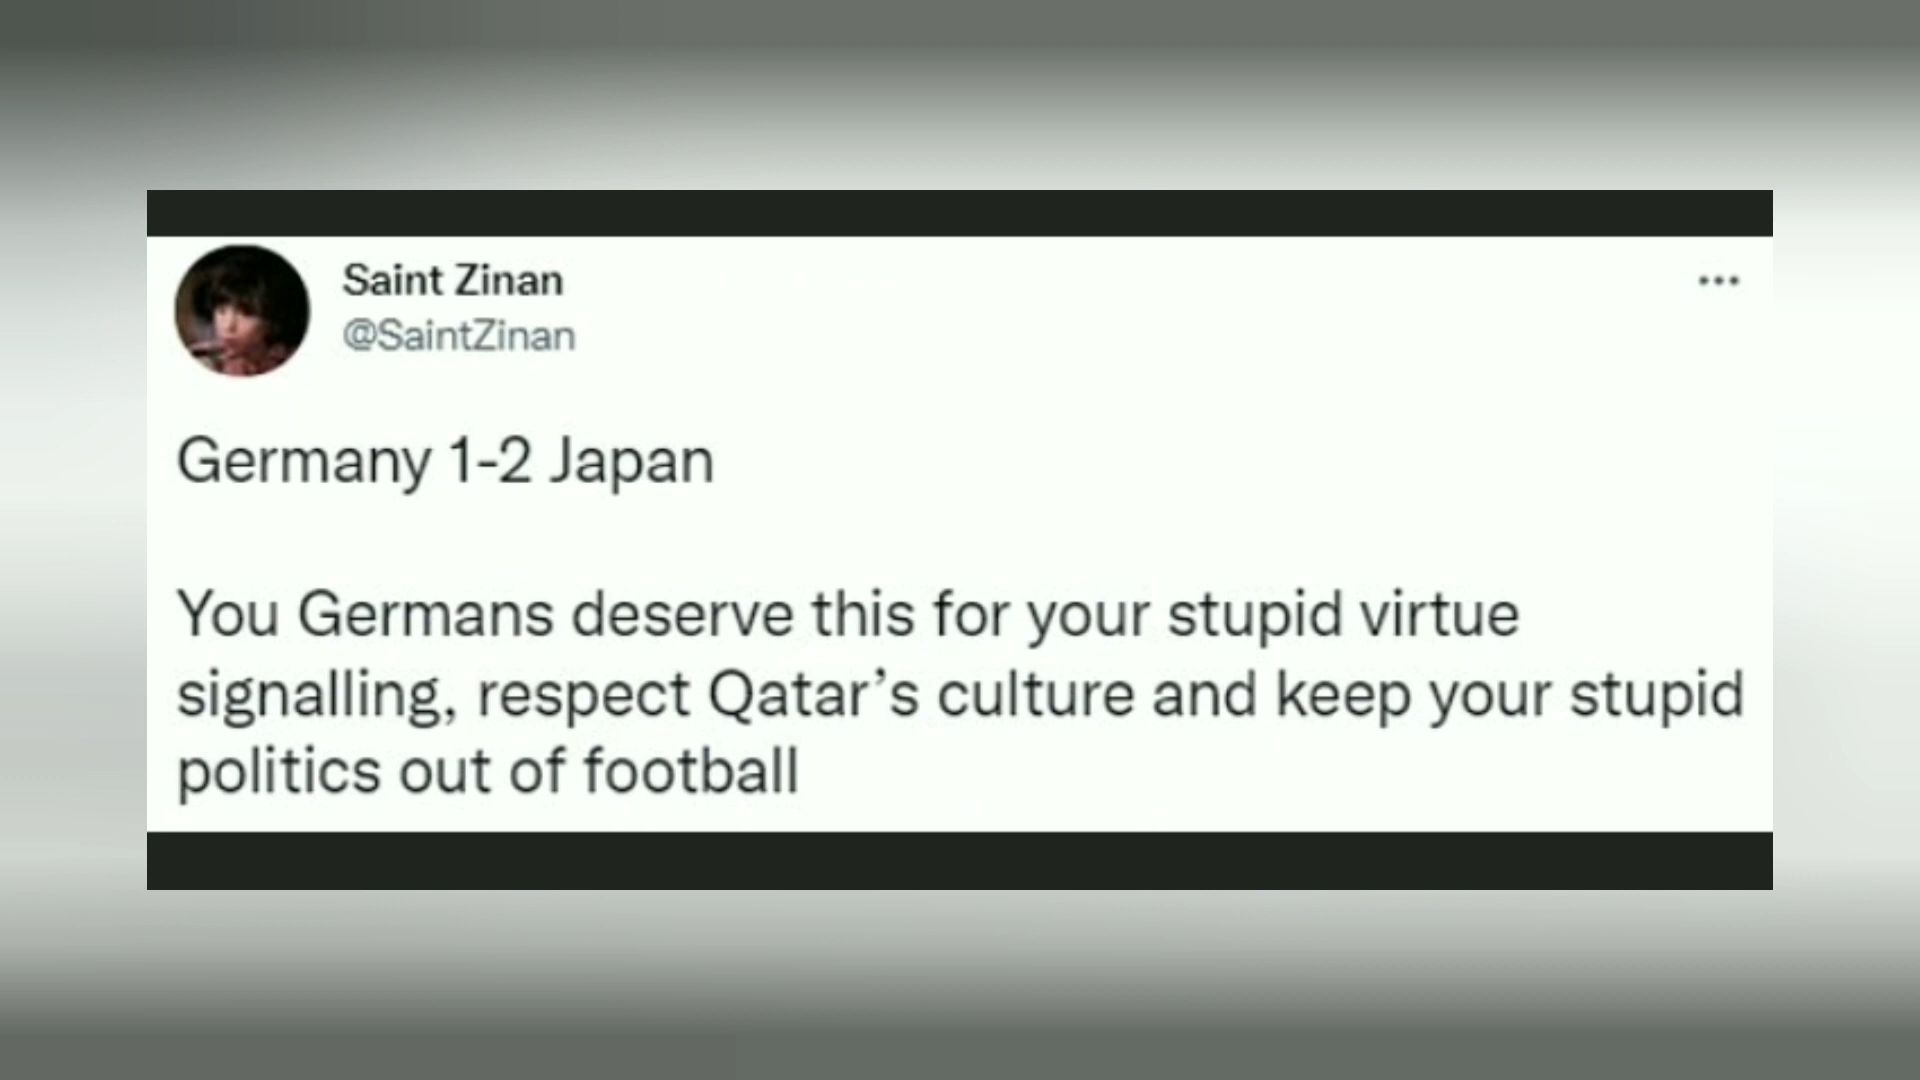 Saint Zinan
@SaintZinan
Germany 1-2 Japan
You Germans deserve this for your stupid virtue
signalling, respect Qatar’s culture and keep your stupid
politics out of football